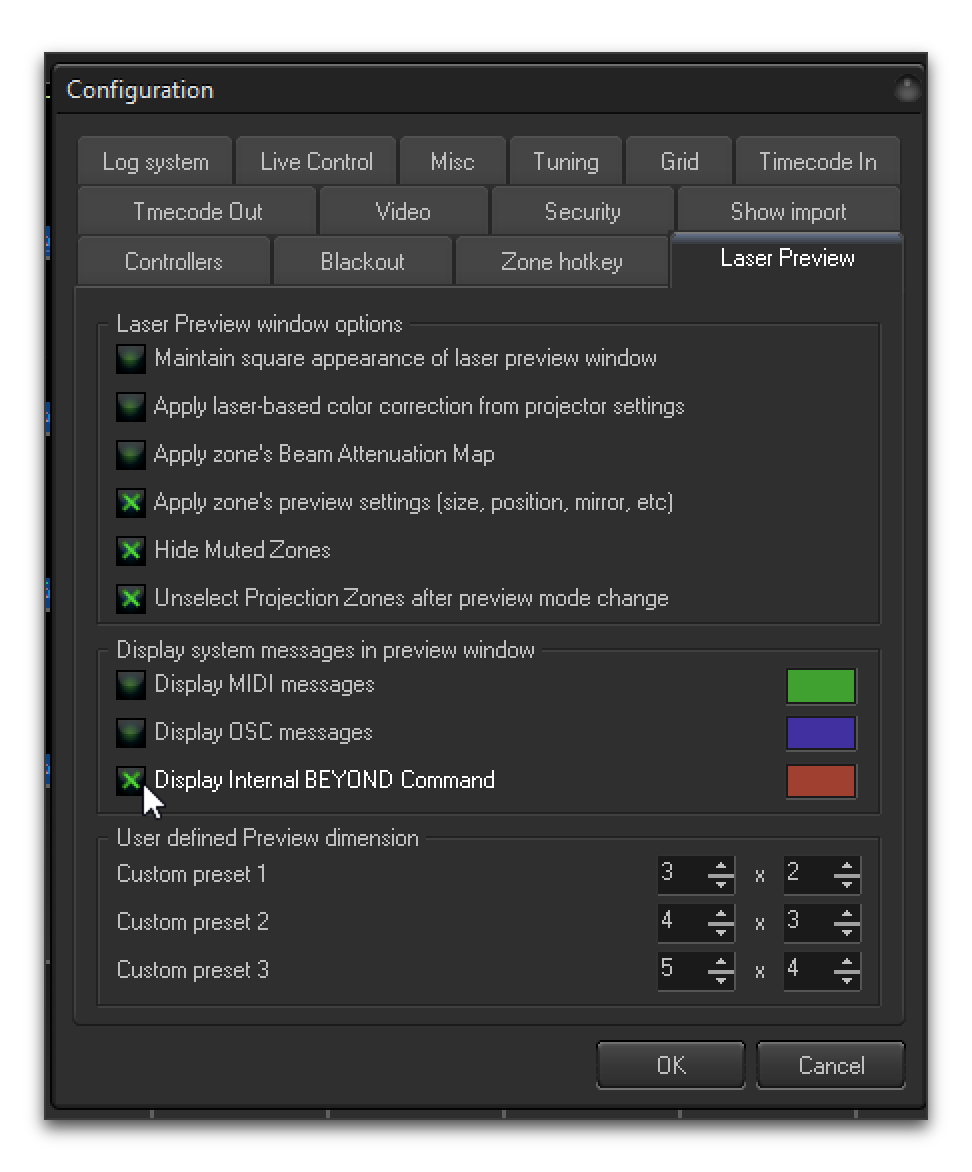 Configuration
Log system Live Control Misc Tuning Grid Timecode In
Tmecode Out Video Security Show import
Controllers Blackout Zone hotkey Laser Preview
Laser Preview window options
Maintain square appearance of laser preview window
Apply laser-based color correction from projector settings
Apply zone's Beam Attenuation Map
Apply zone's preview settings (size, position, mirror, etc)
Hide Muted Zones
Unselect Projection Zones after preview mode change
Display system messages in preview window
Display MIDI messages
Display OSC messages
Display Internal BEYOND Command
User defined Preview dimension
Custom preset 1 3 x 2
Custom preset 2 4 x 3
Custom preset 3 5 x 4
OK Cancel